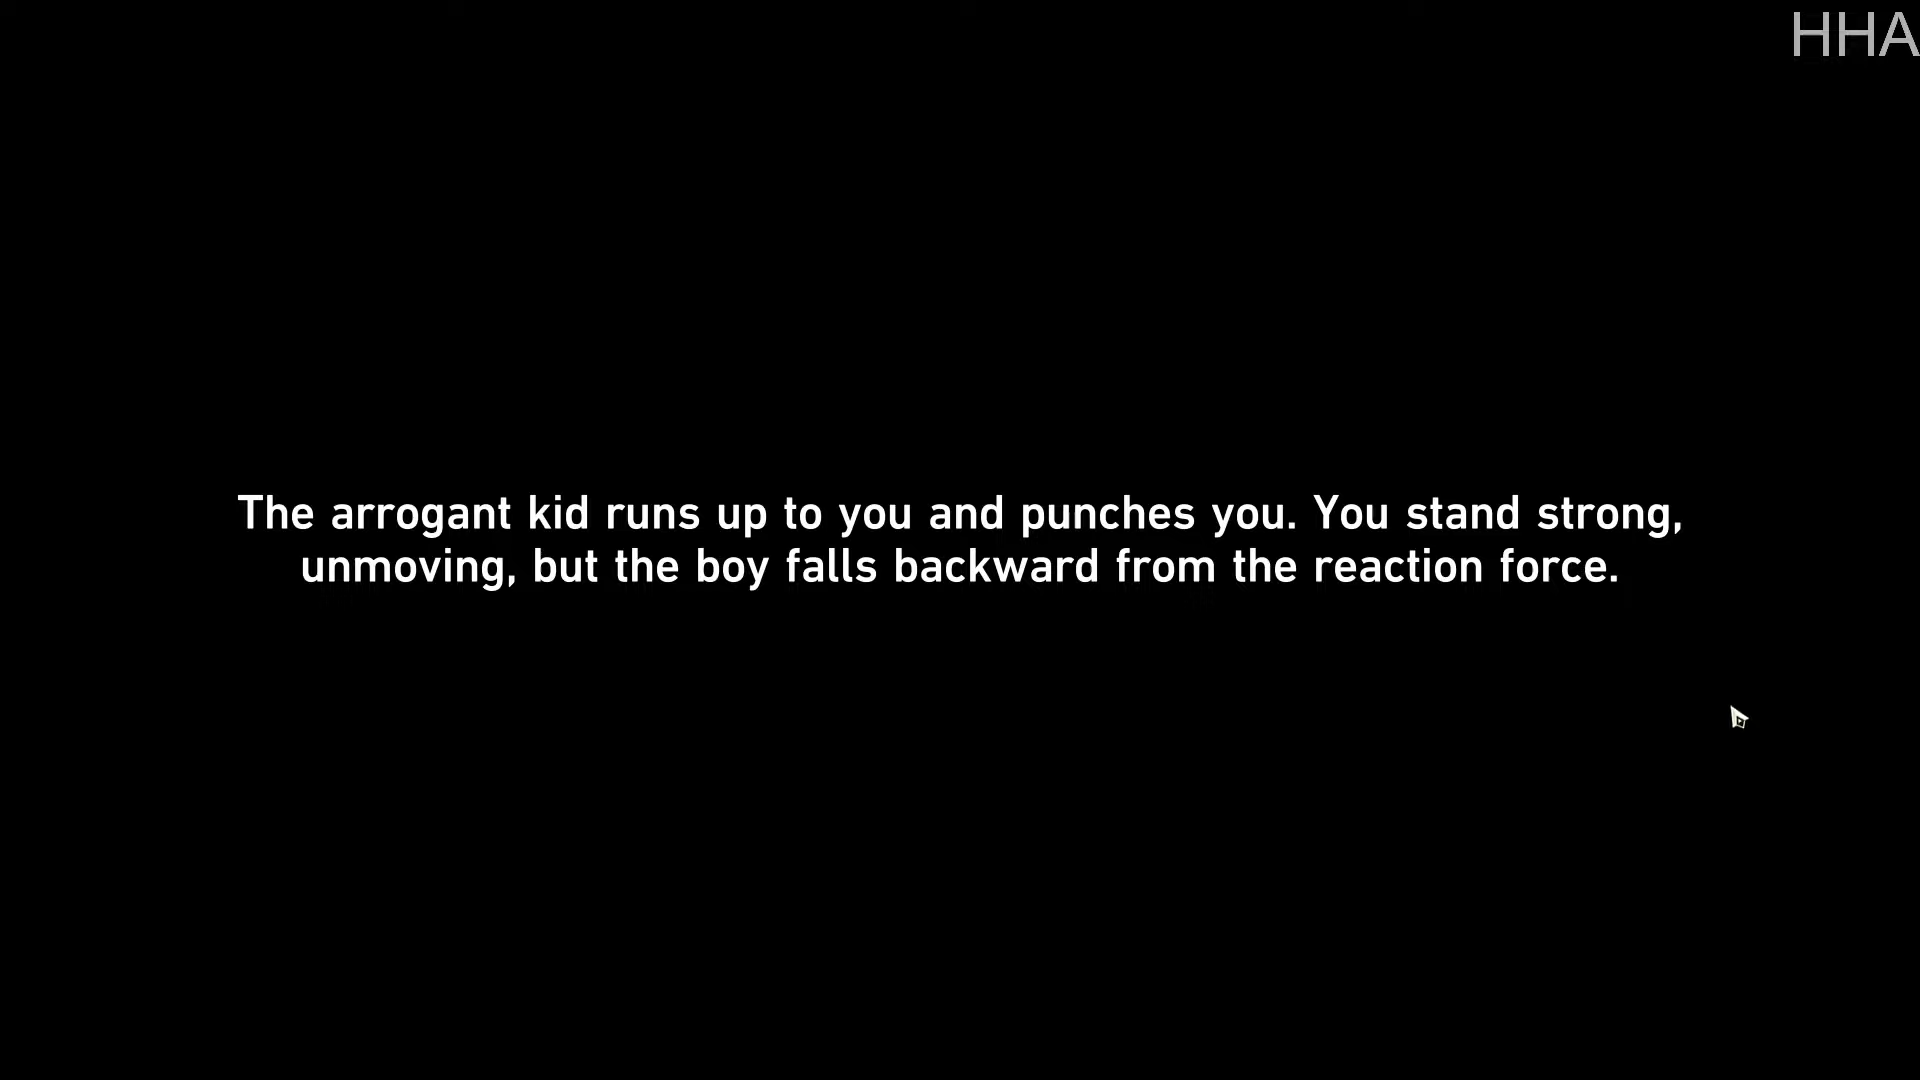 HHA
The arrogant kid runs up to you and punches you. You stand strong,
unmoving, but the boy falls backward from the reaction force.